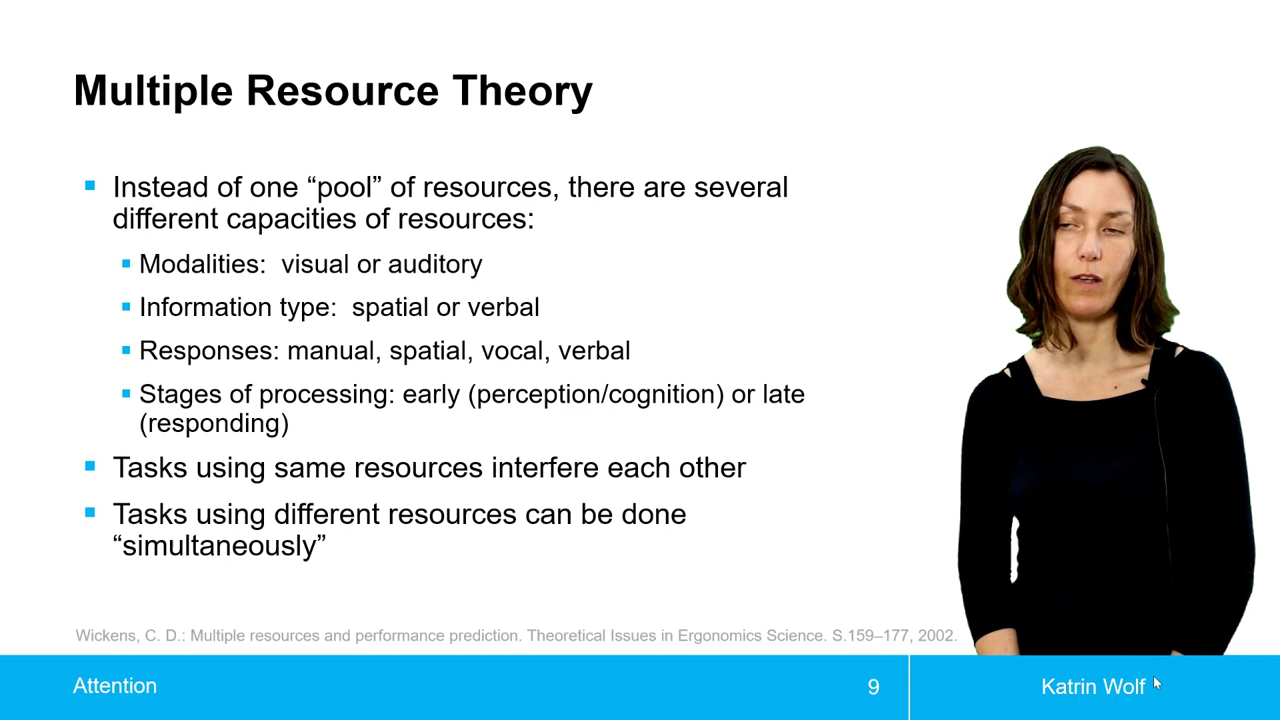 Multiple Resource Theory
Instead of one “pool” of resources, there are several
different capacities of resources:
Modalities:  visual or auditory
Information type:  spatial or verbal
Responses: manual, spatial, vocal, verbal
Stages of processing: early (perception/cognition) or late
(responding)
Tasks using same resources interfere each other
Tasks using different resources can be done
“simultaneously”
Wickens, C. D.: Multiple resources and performance prediction. Theoretical Issues in Ergonomics Science. S.159–177, 2002.
Attention
9
Katrin Wolf